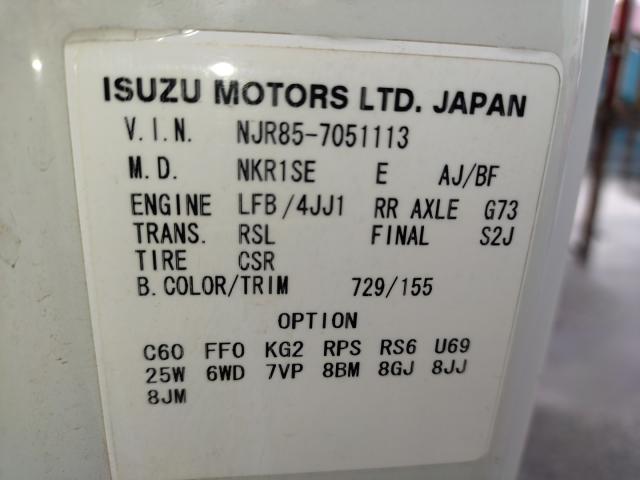 ISUZU MOTORS LTD. JAPAN
V.I.N. NJR85-7051113
M.D. NKR1SE E AJ/BF
ENGINE LFB/4JJ1 RR AXLE G73
TRANS. RSL FINAL S2J
TIRE CSR
B.COLOR/TRIM 729/155
OPTION
C60 FF0 KG2 RPS RS6 U69
25W 6WD 7VP 8BM 8GJ 8JJ
8JM